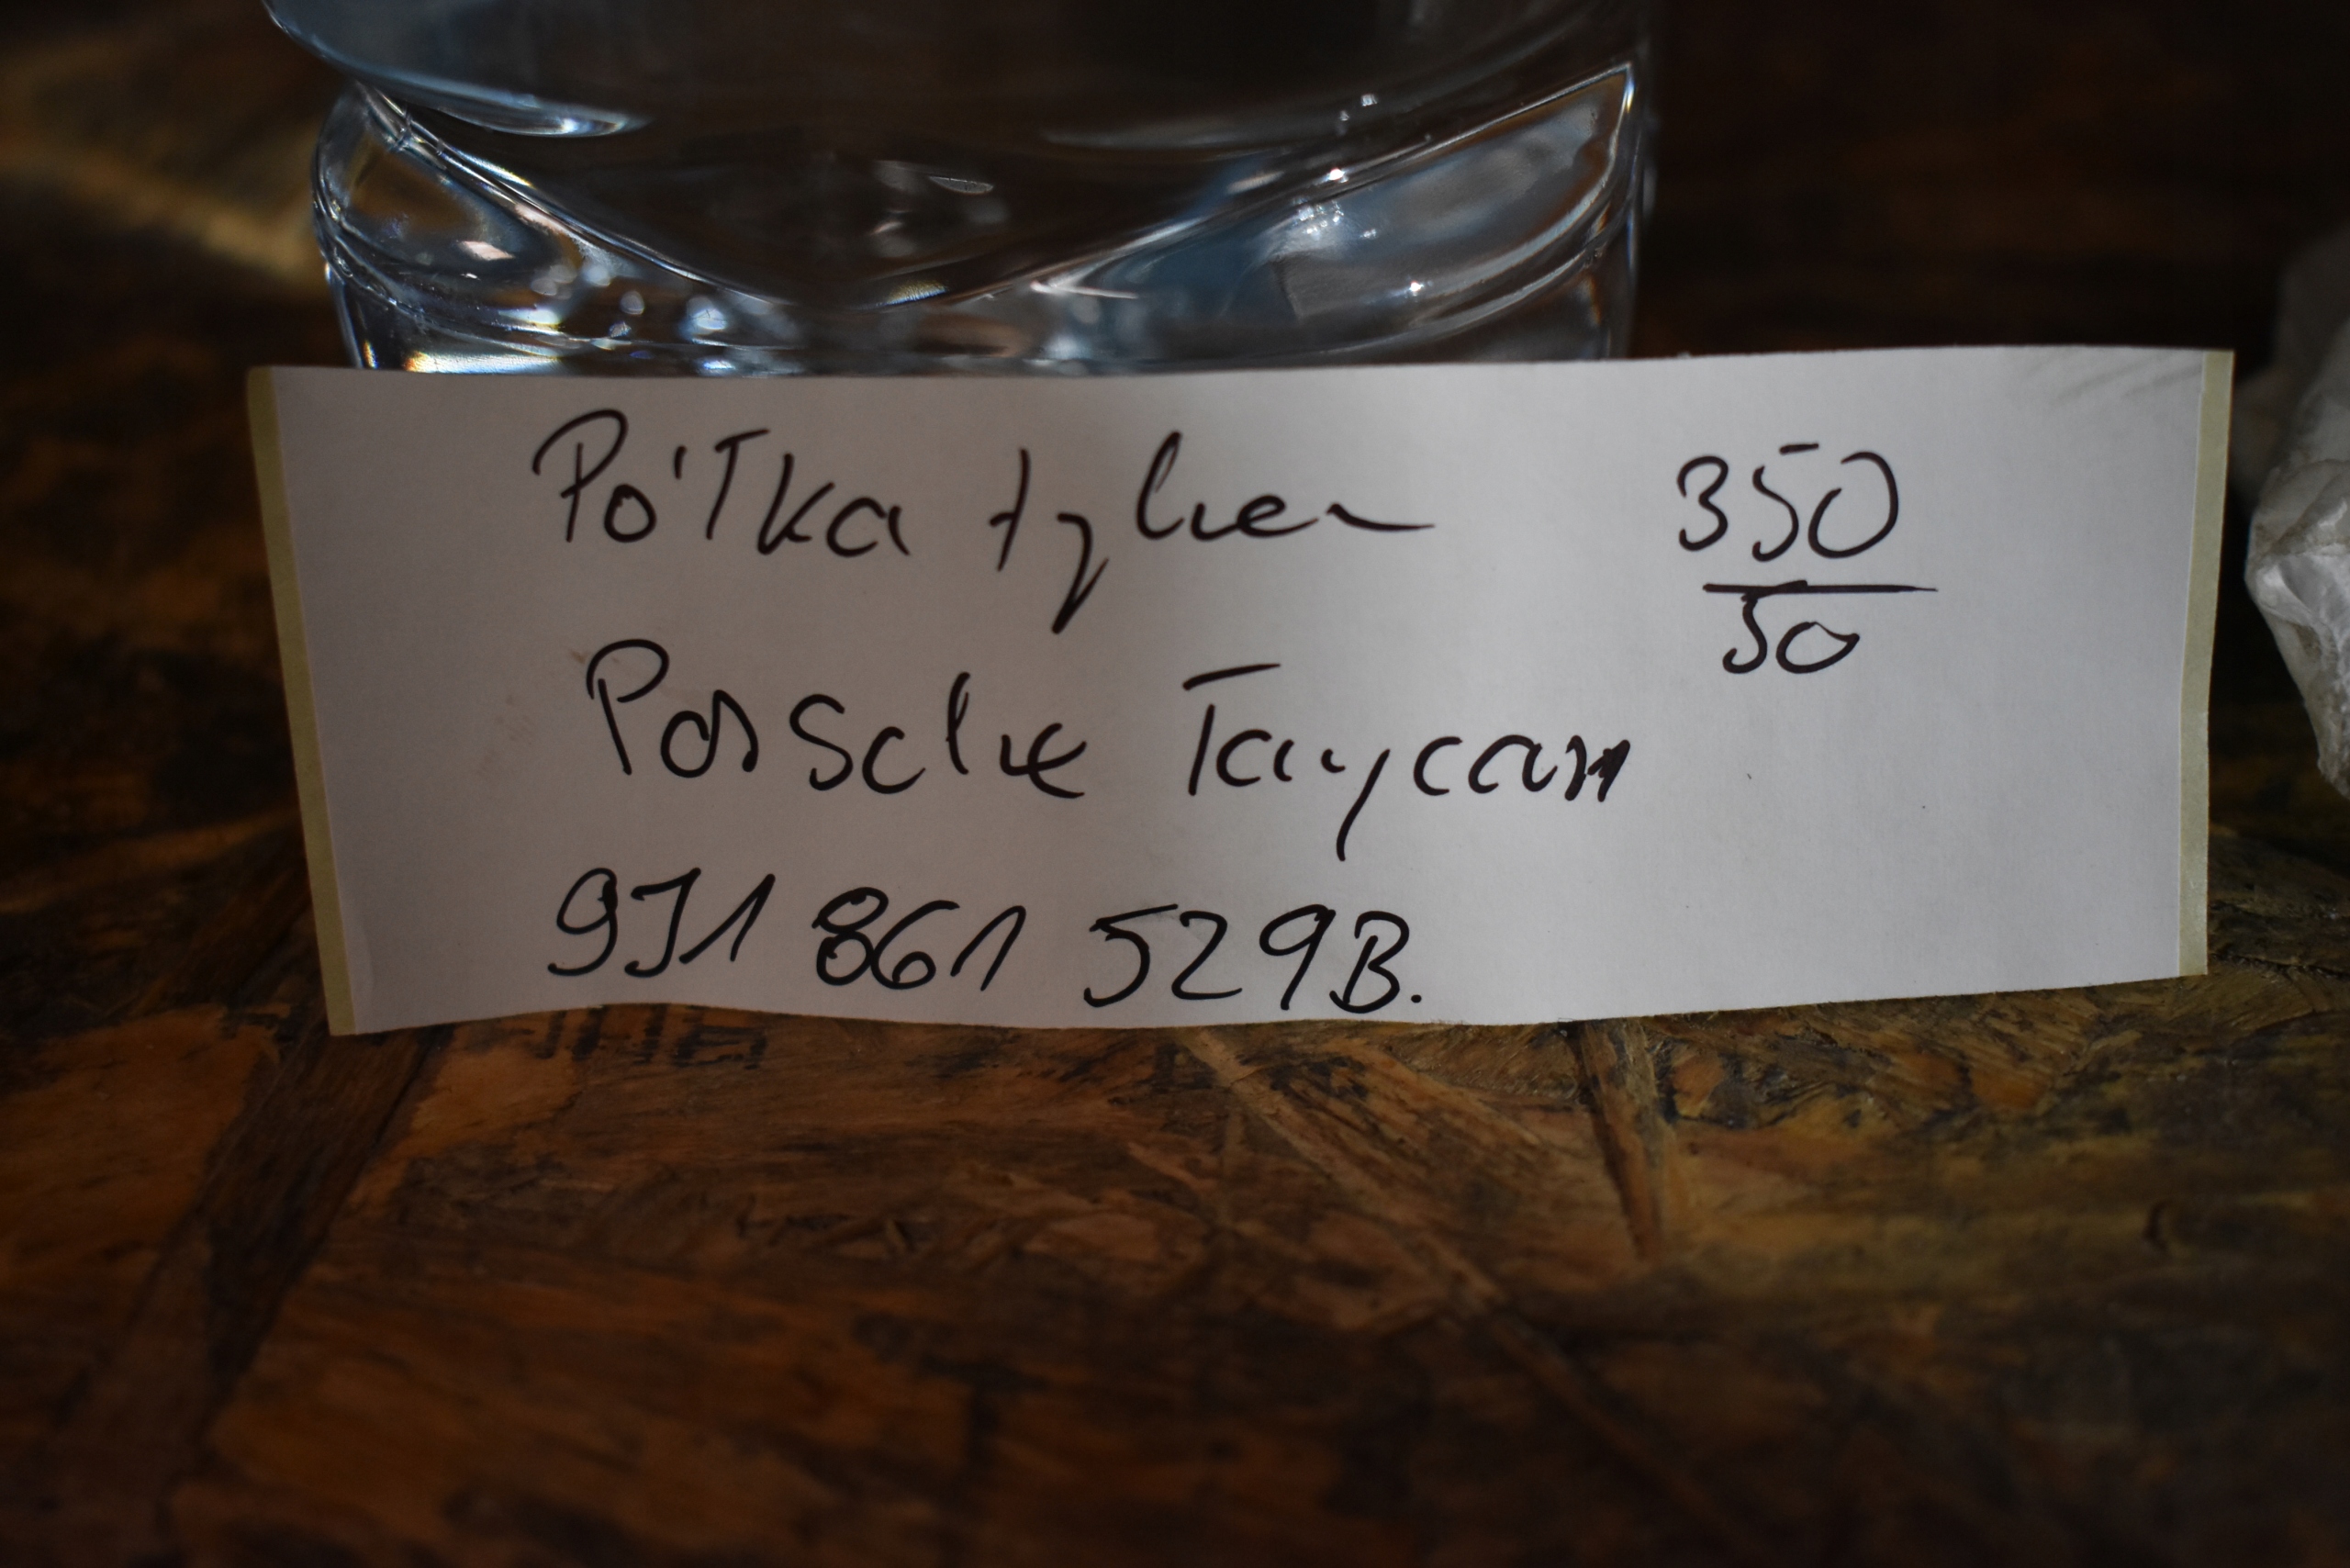 Półka tylna
350
50
Porsche Taycan
9J1 861 529B.